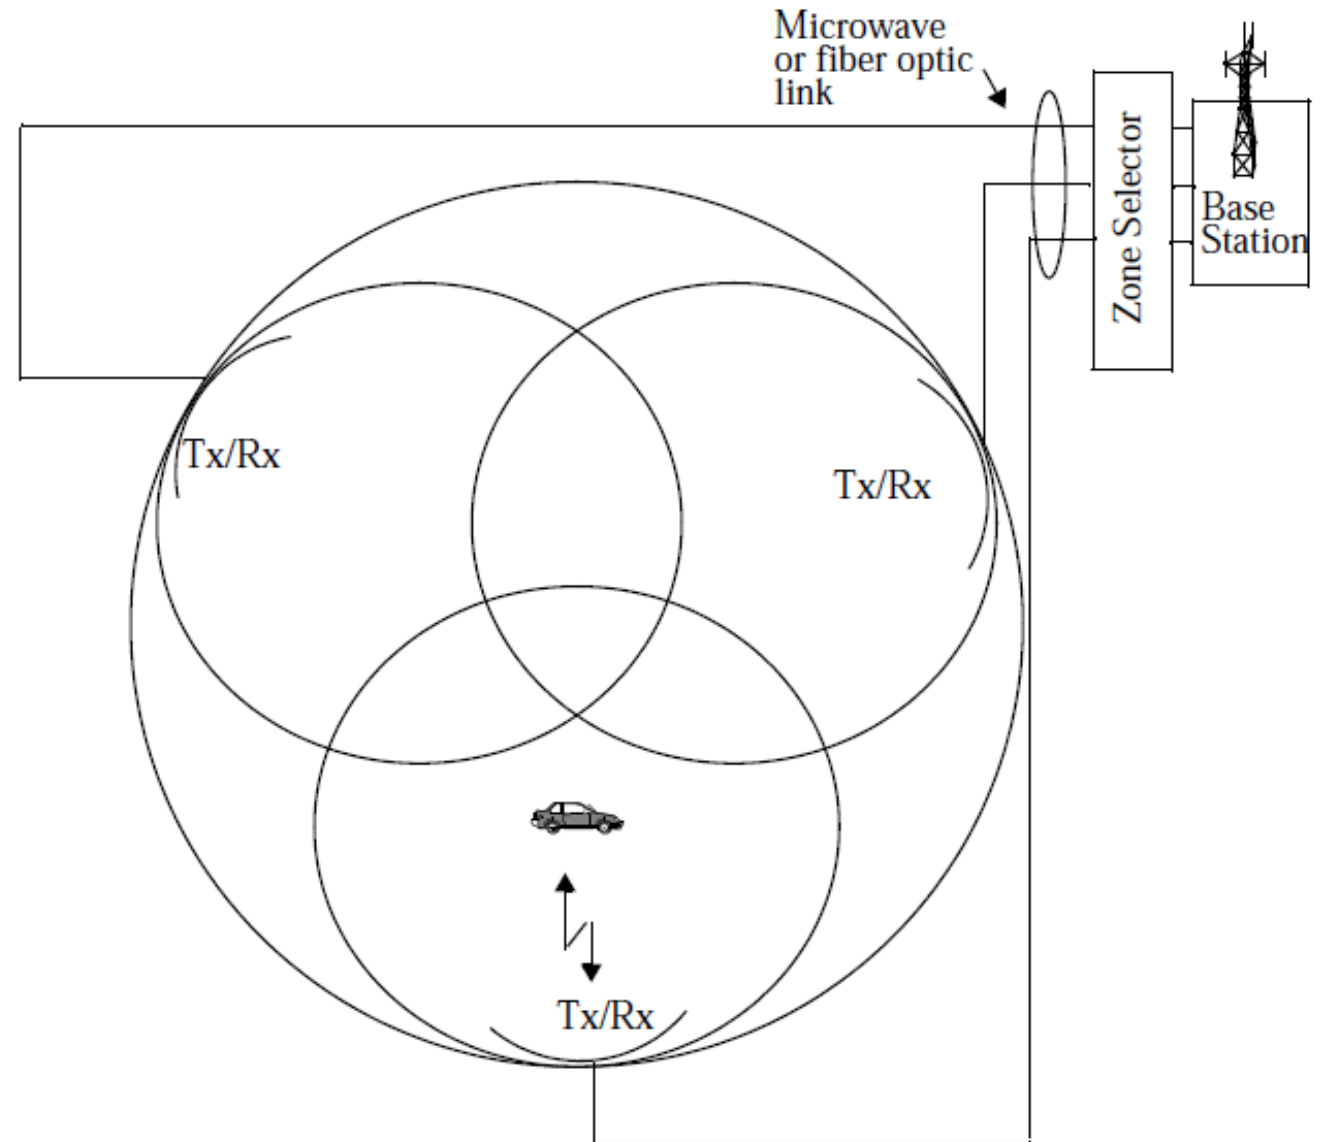 Microwave
or fiber optic
link
Zone Selector
Base
Station
Tx/Rx
Tx/Rx
Tx/Rx